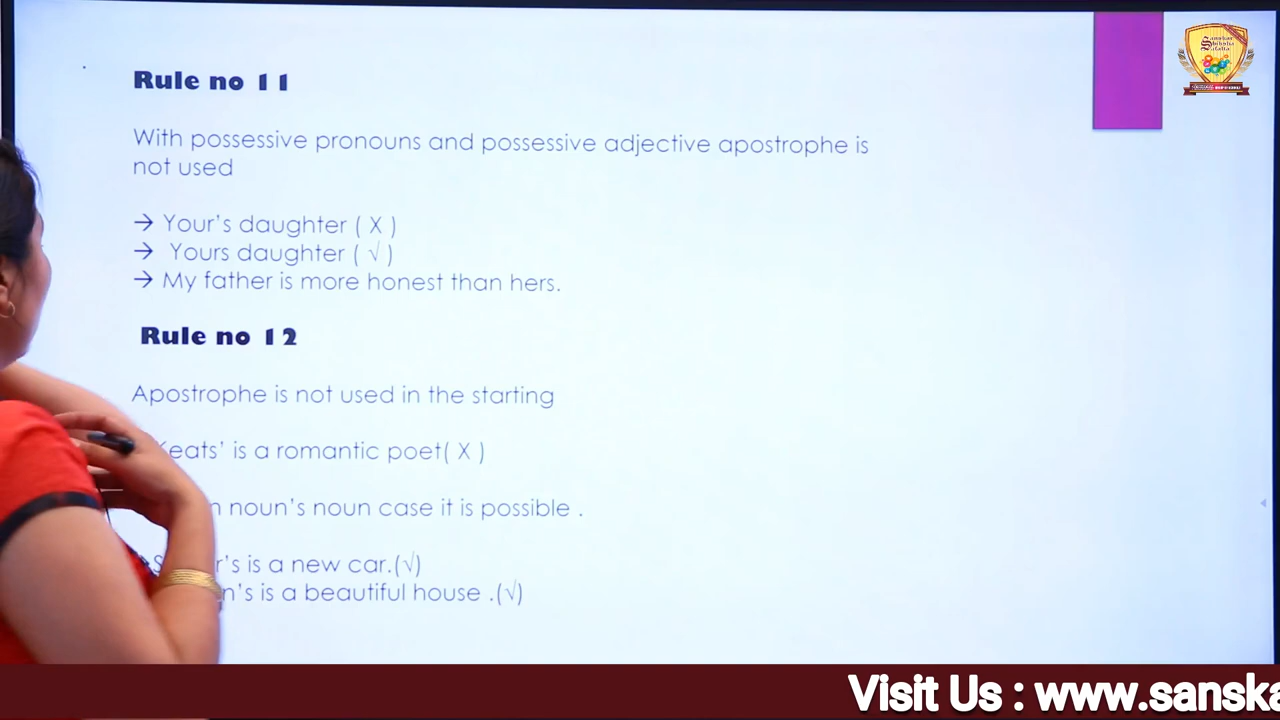 Rule no 11
With possessive pronouns and possessive adjective apostrophe is
not used
→ Your's daughter ( X )
→ Yours daughter ( √ )
→ My father is more honest than hers.
Rule no 12
Apostrophe is not used in the starting
Keats' is a romantic poet( X )
noun's noun case it is possible .
is a new car.(√)
is a beautiful house .(√)
Visit Us : www.sanska